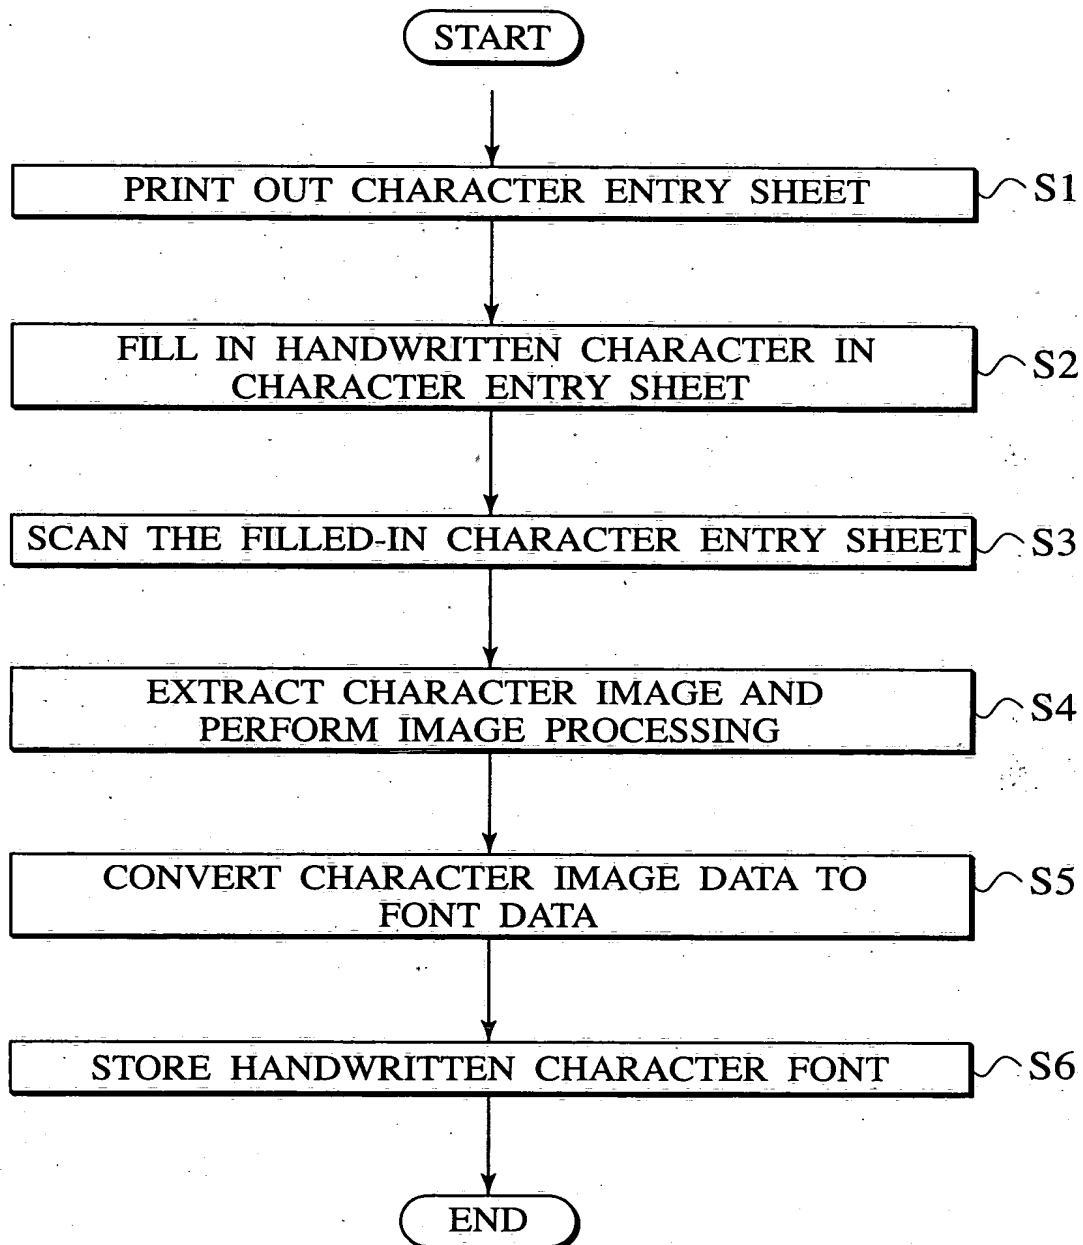 START
PRINT OUT CHARACTER ENTRY SHEET
S1
FILL IN HANDWRITTEN CHARACTER IN
CHARACTER ENTRY SHEET
S2
SCAN THE FILLED-IN CHARACTER ENTRY SHEET
S3
EXTRACT CHARACTER IMAGE AND
PERFORM IMAGE PROCESSING
S4
CONVERT CHARACTER IMAGE DATA TO
FONT DATA
S5
STORE HANDWRITTEN CHARACTER FONT
S6
END